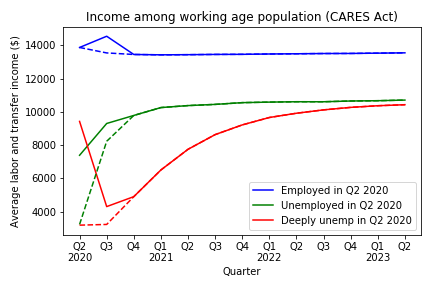 Income among working age population (CARES Act)
Average labor and transfer income ($)
14000
12000
10000
8000
6000
4000
Employed in Q2 2020
Unemployed in Q2 2020
Deeply unemp in Q2 2020
Q2 Q3 Q4 Q1 Q2 Q3 Q4 Q1 Q2 Q3 Q4 Q1 Q2
2020 2021 2022 2023
Quarter